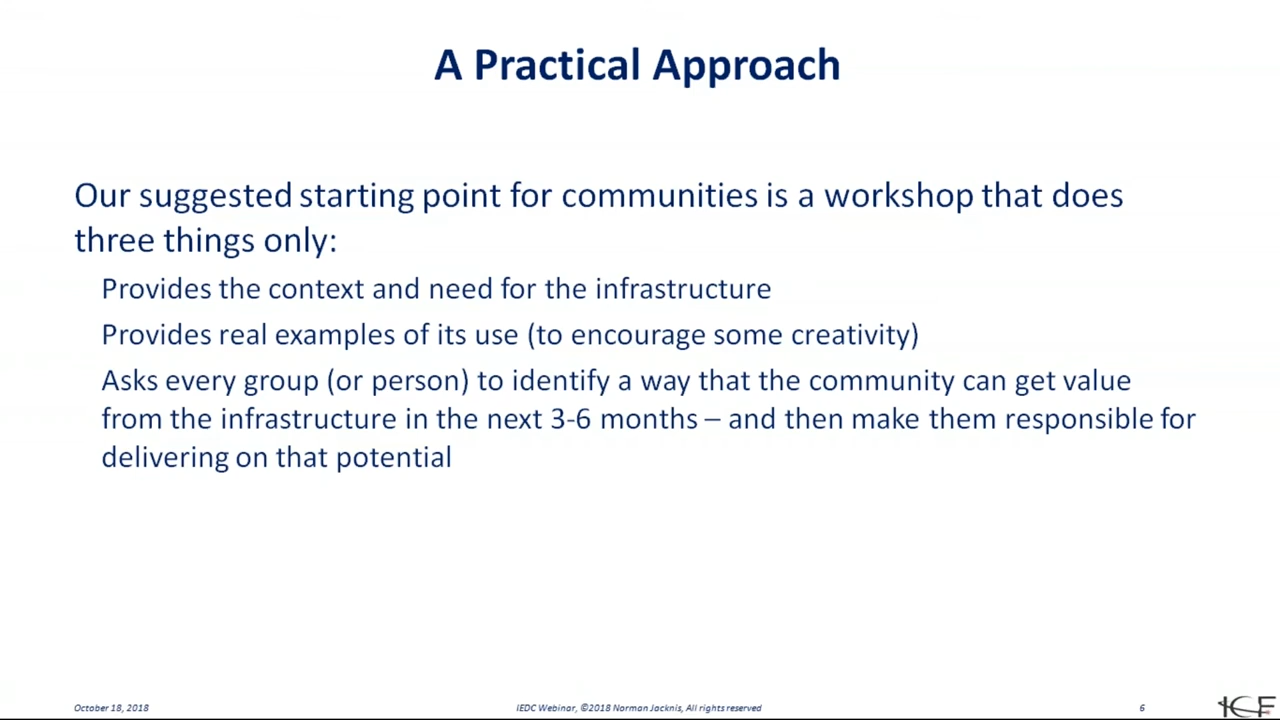 A Practical Approach
Our suggested starting point for communities is a workshop that does
three things only:
Provides the context and need for the infrastructure
Provides real examples of its use (to encourage some creativity)
Asks every group (or person) to identify a way that the community can get value
from the infrastructure in the next 3-6 months – and then make them responsible for
delivering on that potential
October 18, 2018
IEDC Webinar, ©2018 Norman Jacknis, All rights reserved
6
ICF